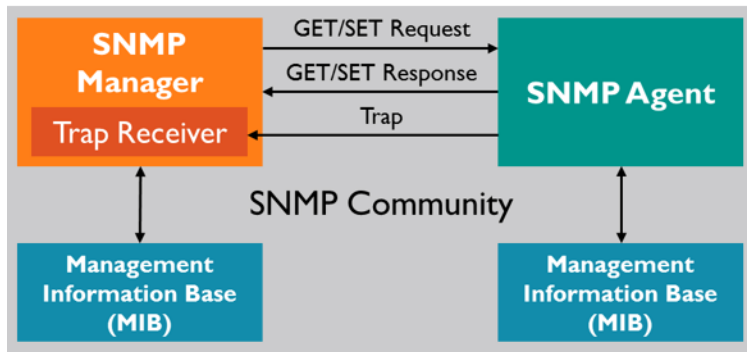 SNMP
Manager
Trap Receiver
GET/SET Request
GET/SET Response
Trap
SNMP Agent
SNMP Community
Management
Information Base
(MIB)
Management
Information Base
(MIB)